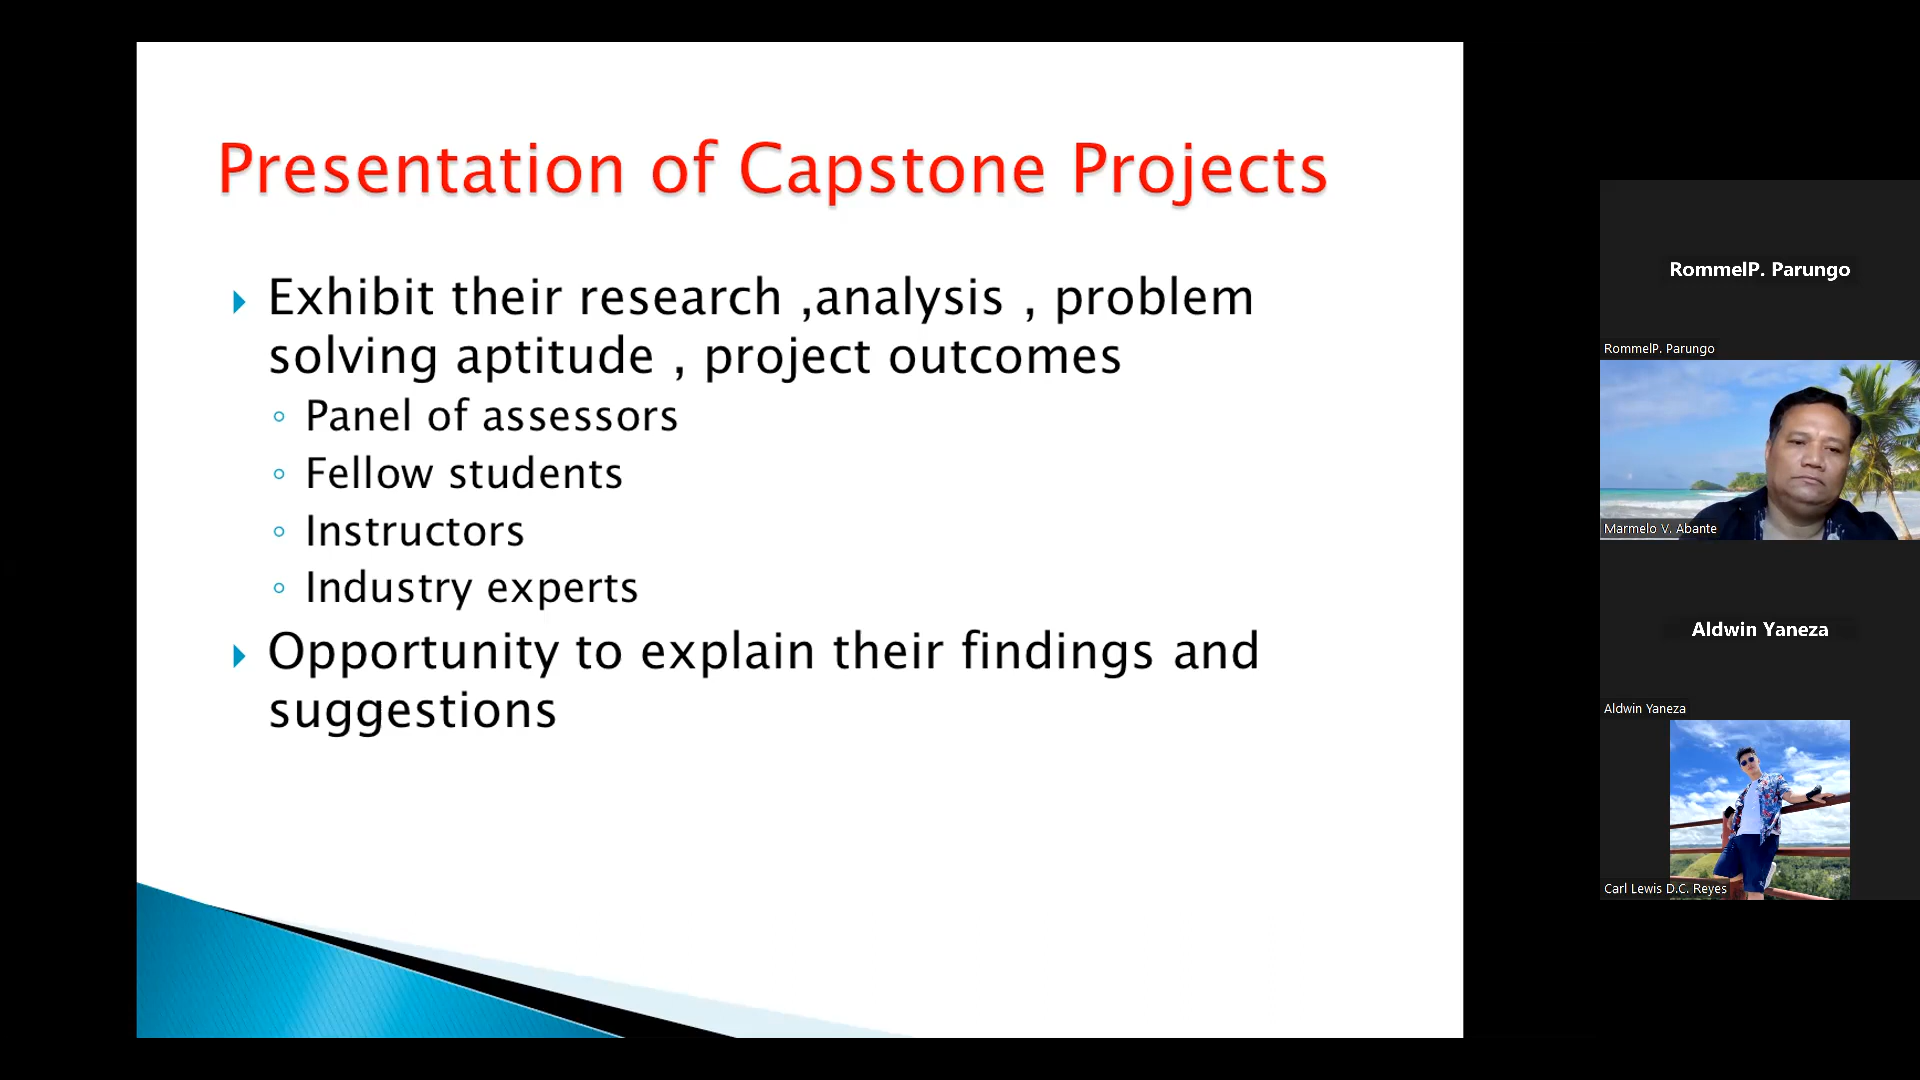 Presentation of Capstone Projects
Exhibit their research ,analysis , problem
solving aptitude , project outcomes
Panel of assessors
Fellow students
Instructors
Industry experts
Opportunity to explain their findings and
suggestions
RommelP. Parungo
RommelP. Parungo
Marmelo V. Abante
Aldwin Yaneza
Aldwin Yaneza
Carl Lewis D.C. Reyes